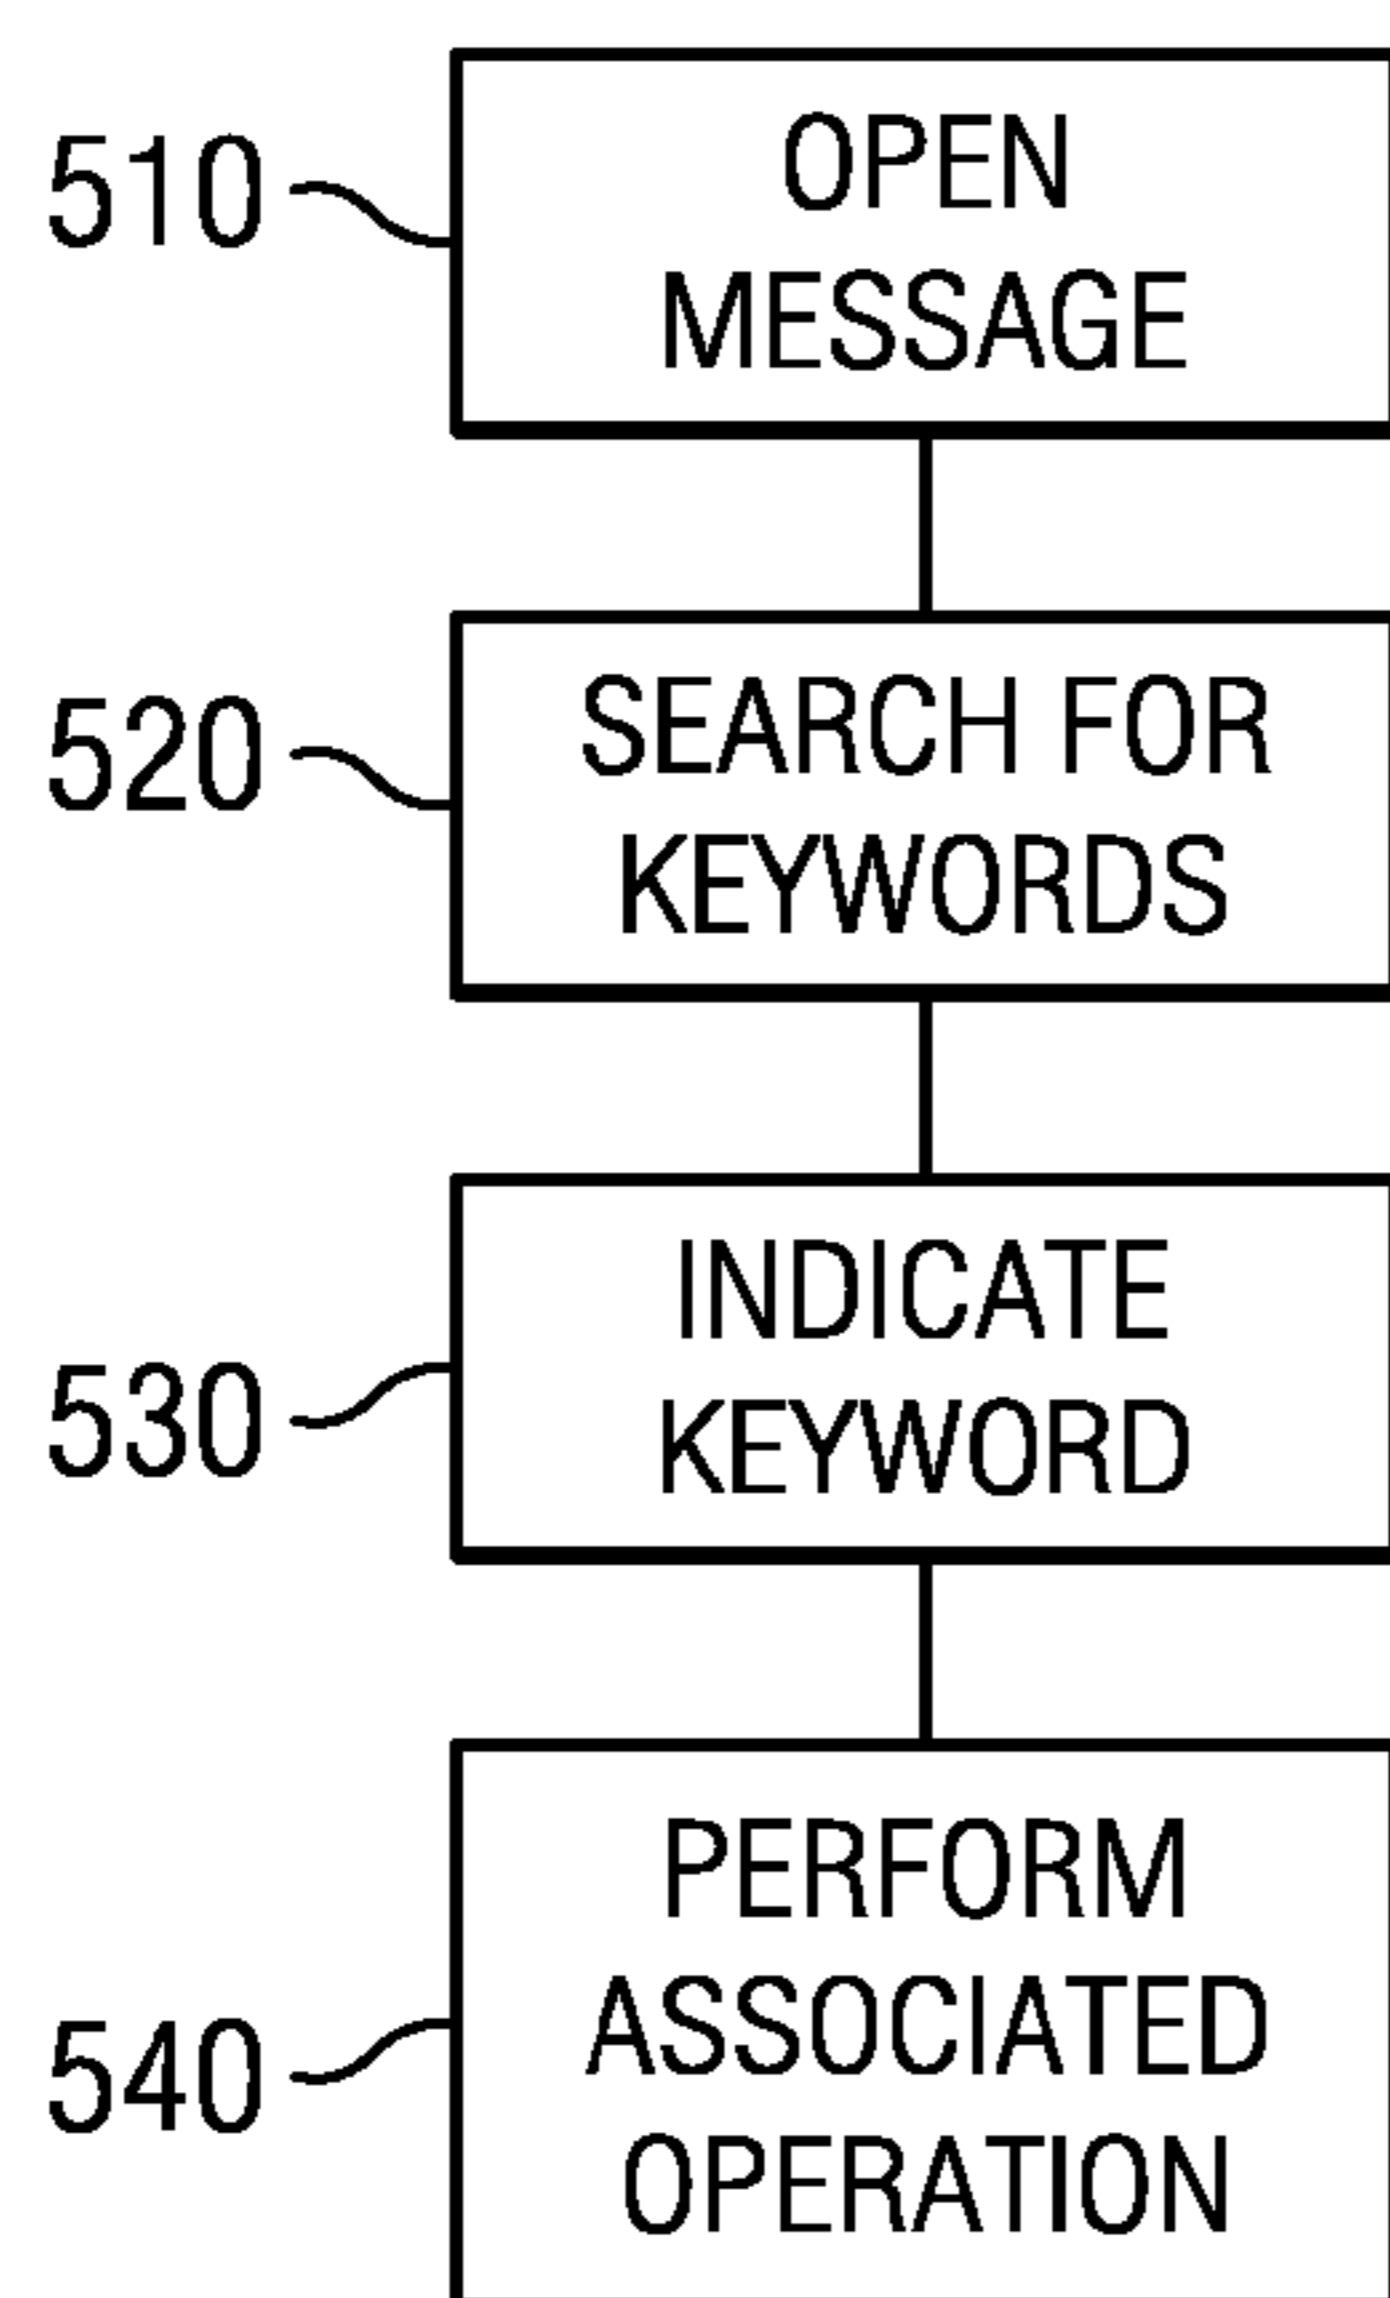 510
OPEN
MESSAGE
520
SEARCH FOR
KEYWORDS
530
INDICATE
KEYWORD
540
PERFORM
ASSOCIATED
OPERATION